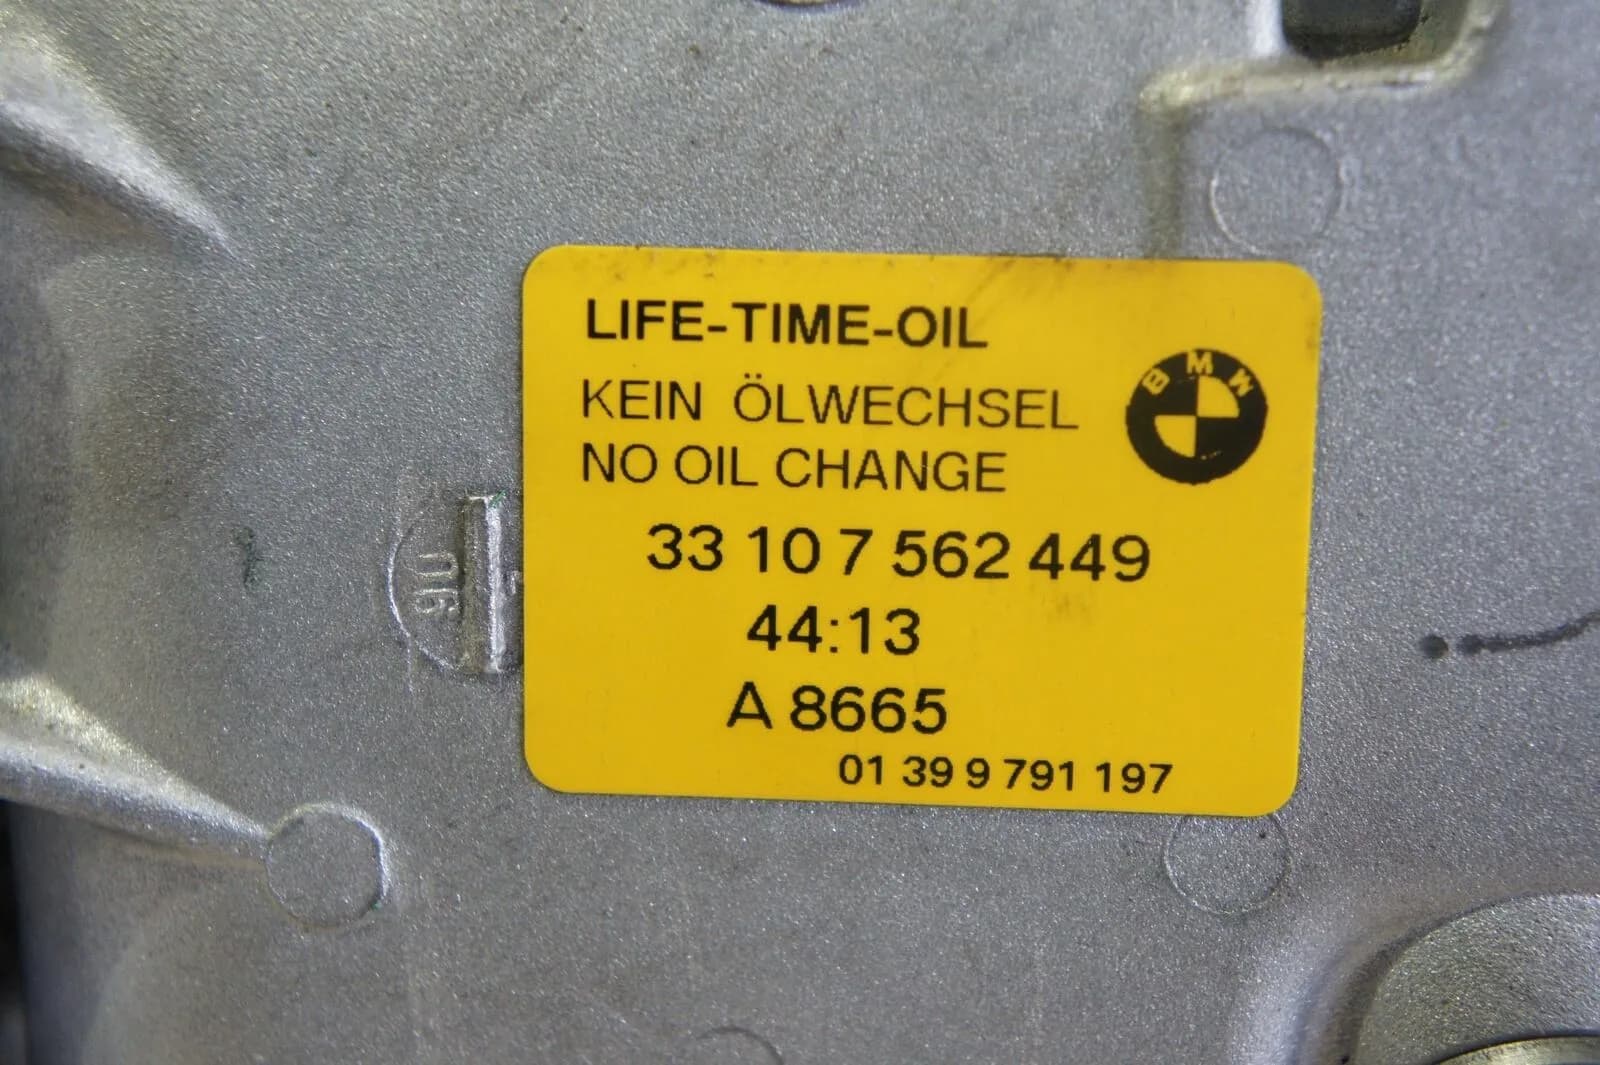 LIFE-TIME-OIL
KEIN ÖLWECHSEL
NO OIL CHANGE
BMW
33 10 7 562 449
44:13
A 8665
01 39 9 791 197